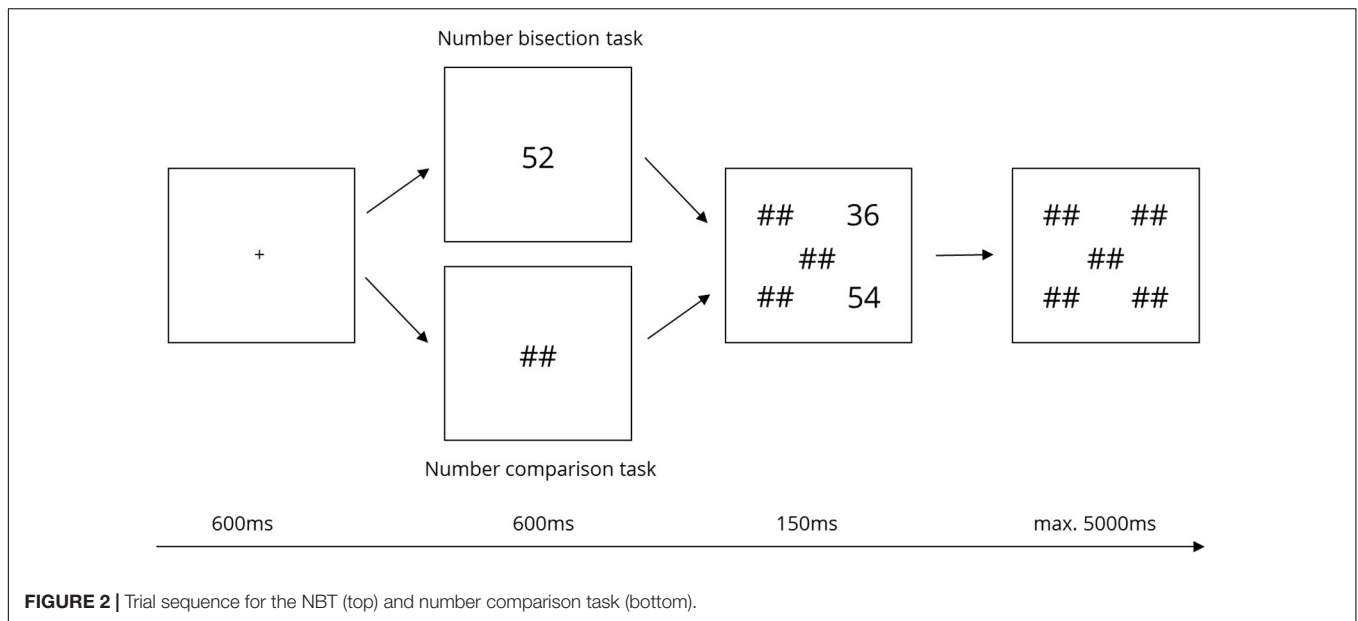 Number bisection task
52
+
##
Number comparison task
## 36
##
## 54
## ##
##
## ##
600ms 600ms 150ms max. 5000ms
FIGURE 2 | Trial sequence for the NBT (top) and number comparison task (bottom).